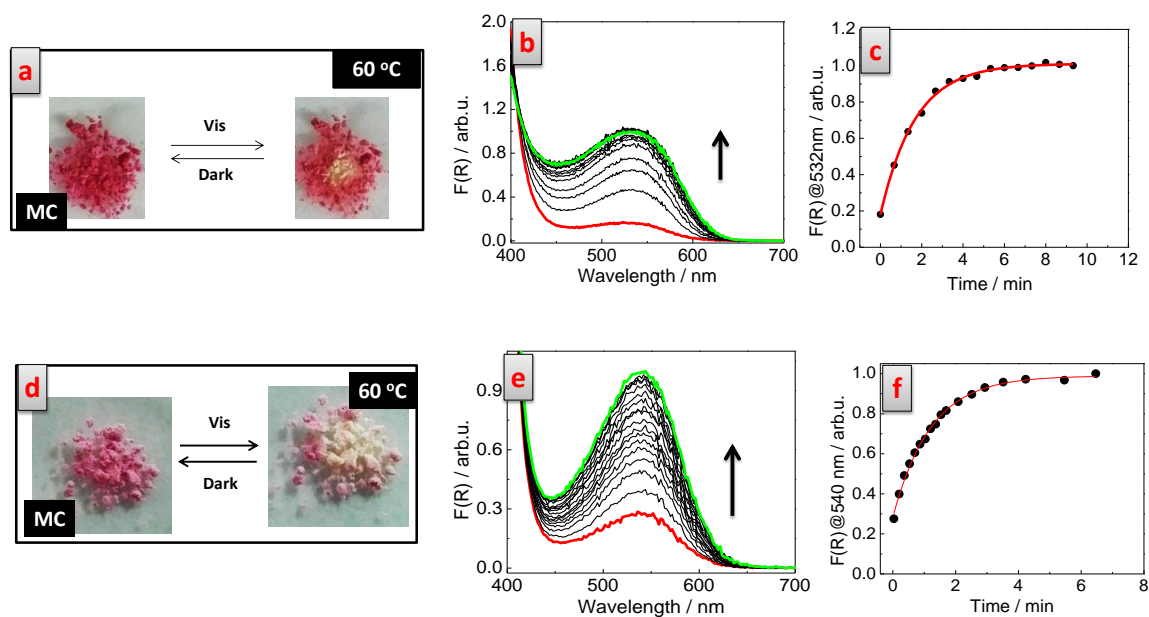 a
60 °C
Vis
Dark
MC
b
2.0
1.6
1.2
0.8
0.4
0.0
400 500 600 700
F(R) / arb.u.
Wavelength / nm
c
1.2
1.0
0.8
0.6
0.4
0.2
0.0
0 2 4 6 8 10 12
F(R)@532nm / arb.u.
Time / min
d
60 °C
Vis
Dark
MC
e
0.9
0.6
0.3
0.0
400 500 600 700
F(R) / arb.u.
Wavelength / nm
f
1.0
0.8
0.6
0.4
0.2
0.0
0 2 4 6 8
F(R)@540 nm / arb.u.
Time / min